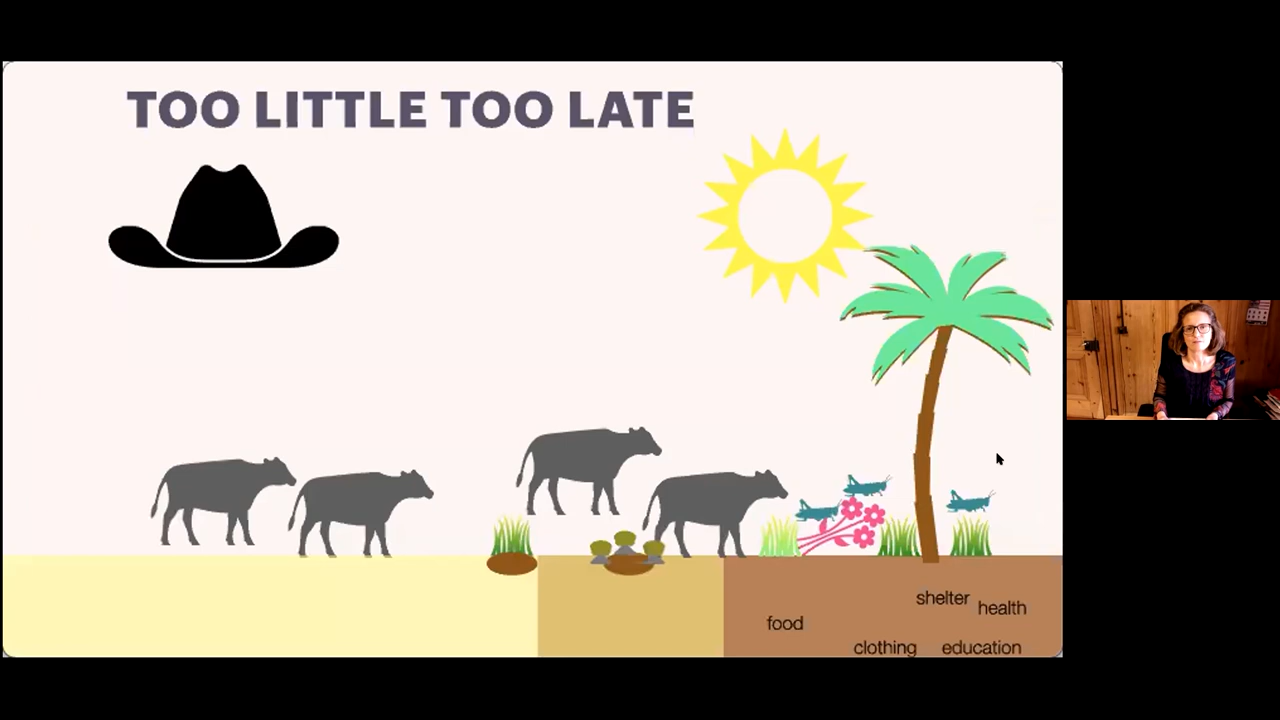 TOO LITTLE TOO LATE
shelter
health
food
clothing
education